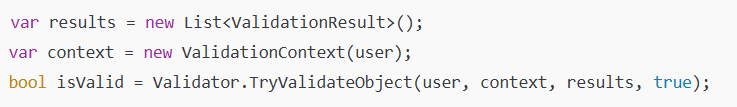 var results = new List<ValidationResult>();
var context = new ValidationContext(user);
bool isValid = Validator.TryValidateObject(user, context, results, true);